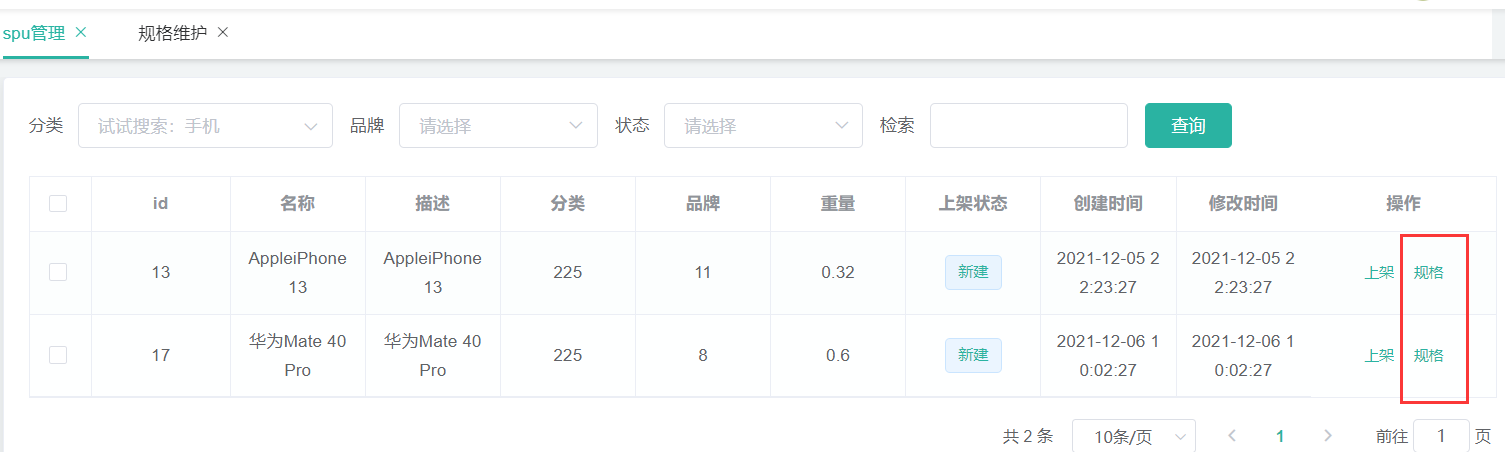 spu管理 × 规格维护 ×
分类 试试搜索：手机 品牌 请选择 状态 请选择 检索 查询
id 名称 描述 分类 品牌 重量 上架状态 创建时间 修改时间 操作
13 AppleiPhone 13 AppleiPhone 13 225 11 0.32 新建 2021-12-05 22:23:27 2021-12-05 22:23:27 上架 规格
17 华为Mate 40 Pro 华为Mate 40 Pro 225 8 0.6 新建 2021-12-06 10:02:27 2021-12-06 10:02:27 上架 规格
共 2 条 10条/页 < 1 > 前往 1 页